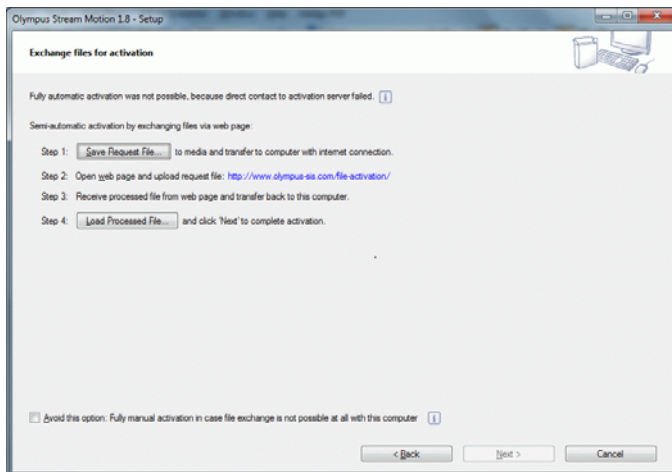 Olympus Stream Motion 1.8 - Setup
Exchange files for activation
Fully automatic activation was not possible, because direct contact to activation server failed. i
Semi-automatic activation by exchanging files via web page:
Step 1: Save Request File... to media and transfer to computer with internet connection.
Step 2: Open web page and upload request file: http://www.olympus-sis.com/file-activation/
Step 3: Receive processed file from web page and transfer back to this computer.
Step 4: Load Processed File... and click 'Next' to complete activation.
Avoid this option: Fully manual activation in case file exchange is not possible at all with this computer i
< Back Next > Cancel